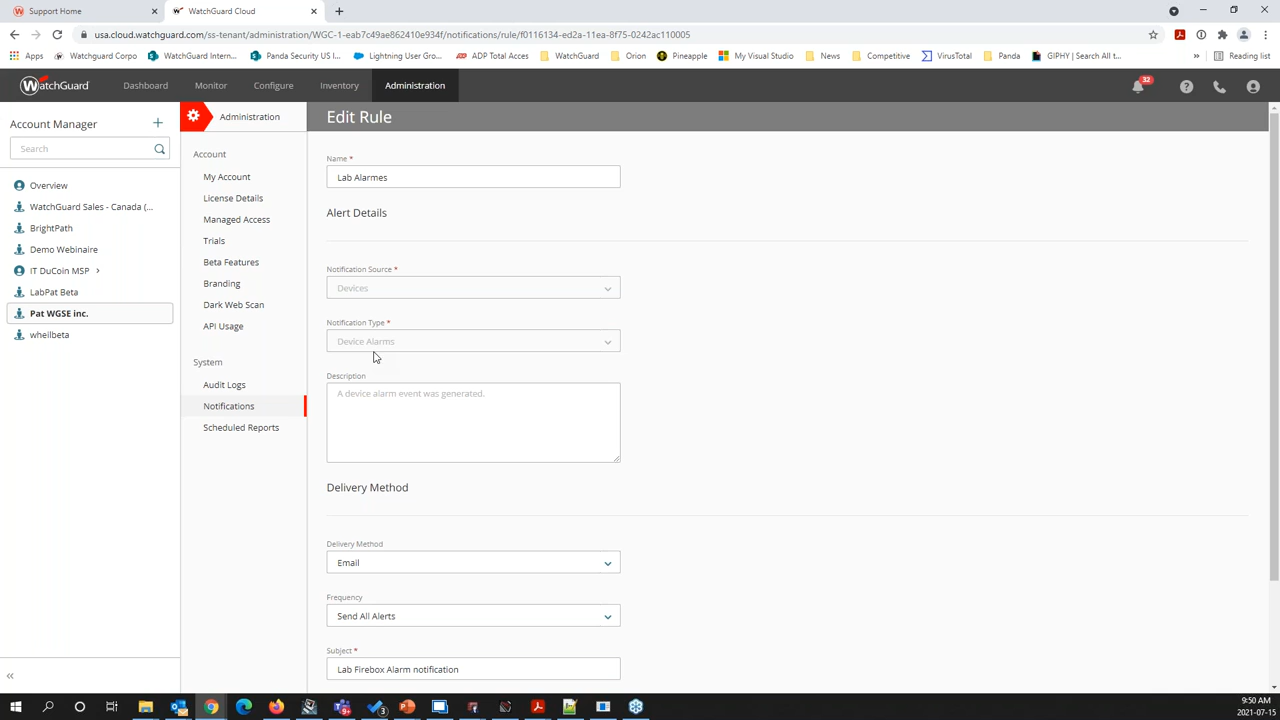 Support Home
WatchGuard Cloud
usa.cloud.watchguard.com/ss-tenant/administration/WGC-1-eab7c49ae862410e934f/notifications/rule/f0116134-ed2a-11ea-8f75-0242ac110005
Apps
Watchguard Corpo
WatchGuard Intern...
Panda Security US I...
Lightning User Grou...
ADP Total Acces
WatchGuard
Orion
Pineapple
My Visual Studio
News
Competitive
VirusTotal
Panda
GIPHY | Search All t...
»
Reading list
WatchGuard
Dashboard
Monitor
Configure
Inventory
Administration
32
Account Manager
Search
Overview
WatchGuard Sales - Canada (...
BrightPath
Demo Webinaire
IT DuCoin MSP
LabPat Beta
Pat WGSE inc.
wheilbeta
Administration
Account
My Account
License Details
Managed Access
Trials
Beta Features
Branding
Dark Web Scan
API Usage
System
Audit Logs
Notifications
Scheduled Reports
Edit Rule
Name *
Lab Alarmes
Alert Details
Notification Source *
Devices
Notification Type *
Device Alarms
Description
A device alarm event was generated.
Delivery Method
Delivery Method
Email
Frequency
Send All Alerts
Subject *
Lab Firebox Alarm notification
9:50 AM
2021-07-15